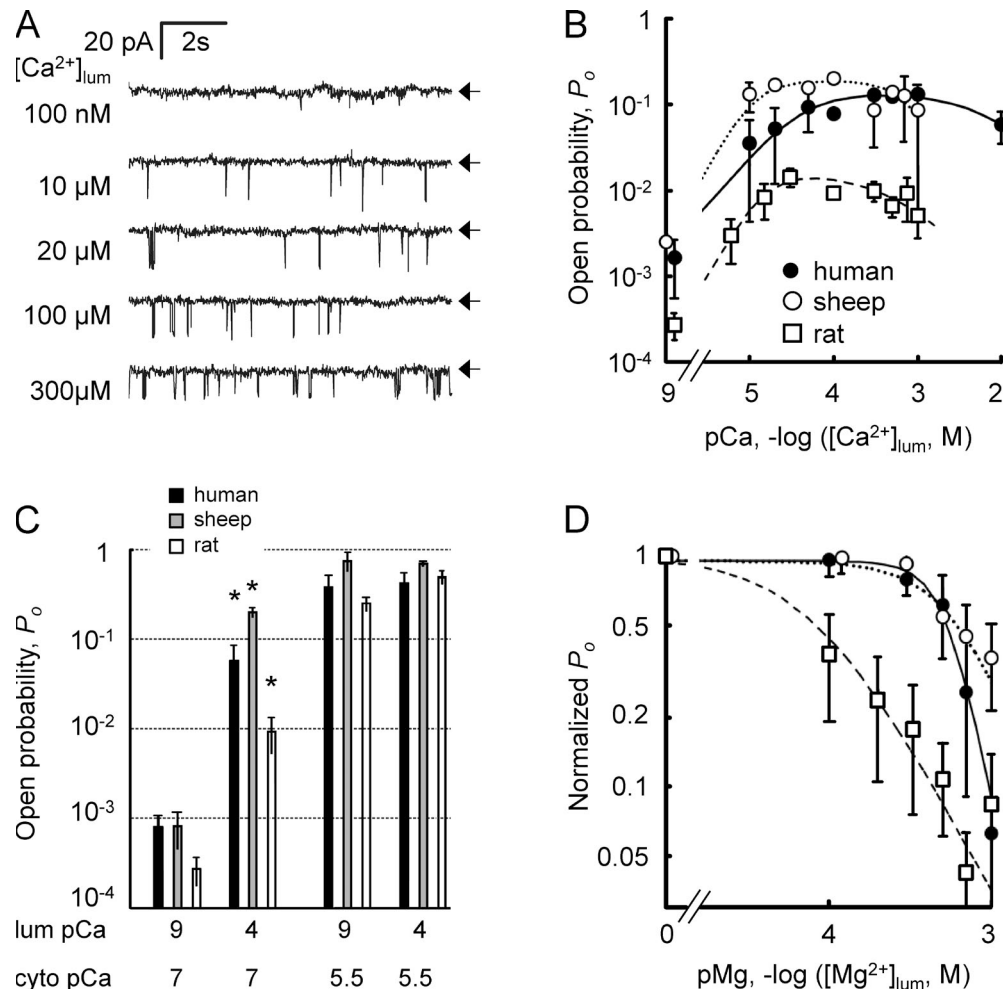 A
20 pA 2s
[Ca2+]lum
100 nM
10 µM
20 µM
100 µM
300µM
B
Open probability, Po
1
10-1
10-2
10-3
10-4
human
sheep
rat
9 5 4 3 2
pCa, -log ([Ca2+]lum, M)
C
human
sheep
rat
Open probability, Po
1
10-1
10-2
10-3
10-4
* * *
lum pCa 9 4 9 4
cyto pCa 7 7 5.5 5.5
D
Normalized Po
1
0.5
0.2
0.1
0.05
0 4 3
pMg, -log ([Mg2+]lum, M)